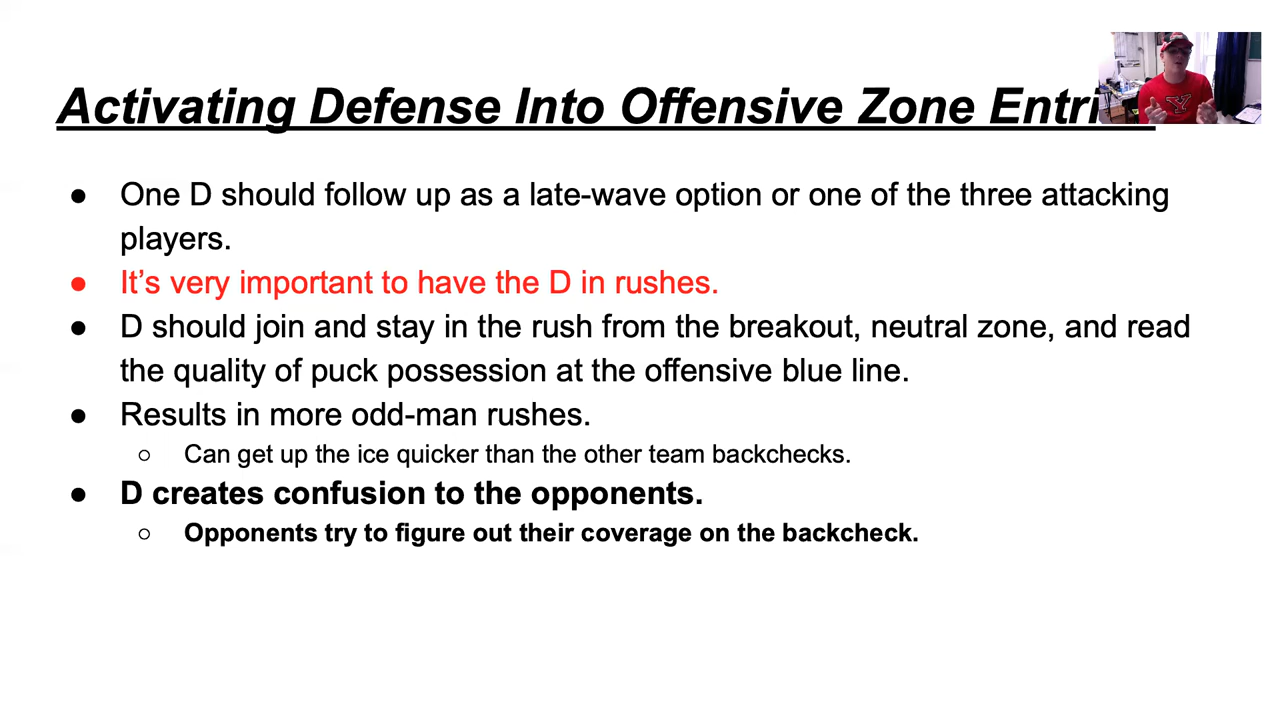 Activating Defense Into Offensive Zone Entri
● One D should follow up as a late-wave option or one of the three attacking
players.
● It’s very important to have the D in rushes.
● D should join and stay in the rush from the breakout, neutral zone, and read
the quality of puck possession at the offensive blue line.
● Results in more odd-man rushes.
○ Can get up the ice quicker than the other team backchecks.
● D creates confusion to the opponents.
○ Opponents try to figure out their coverage on the backcheck.
Y